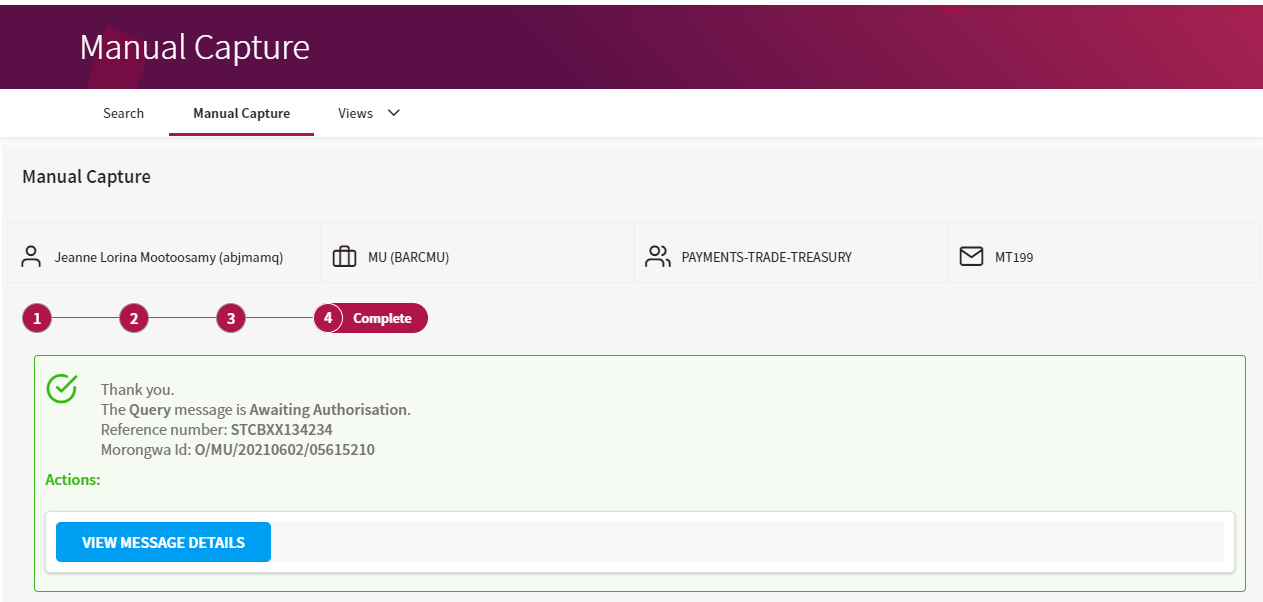 Manual Capture
Search Manual Capture Views
Manual Capture
Jeanne Lorina Mootoosamy (abjmamq) MU (BARCMU) PAYMENTS-TRADE-TREASURY MT199
1 2 3 4 Complete
Thank you.
The Query message is Awaiting Authorisation.
Reference number: STCBXX134234
Morongwa Id: O/MU/20210602/05615210
Actions:
VIEW MESSAGE DETAILS